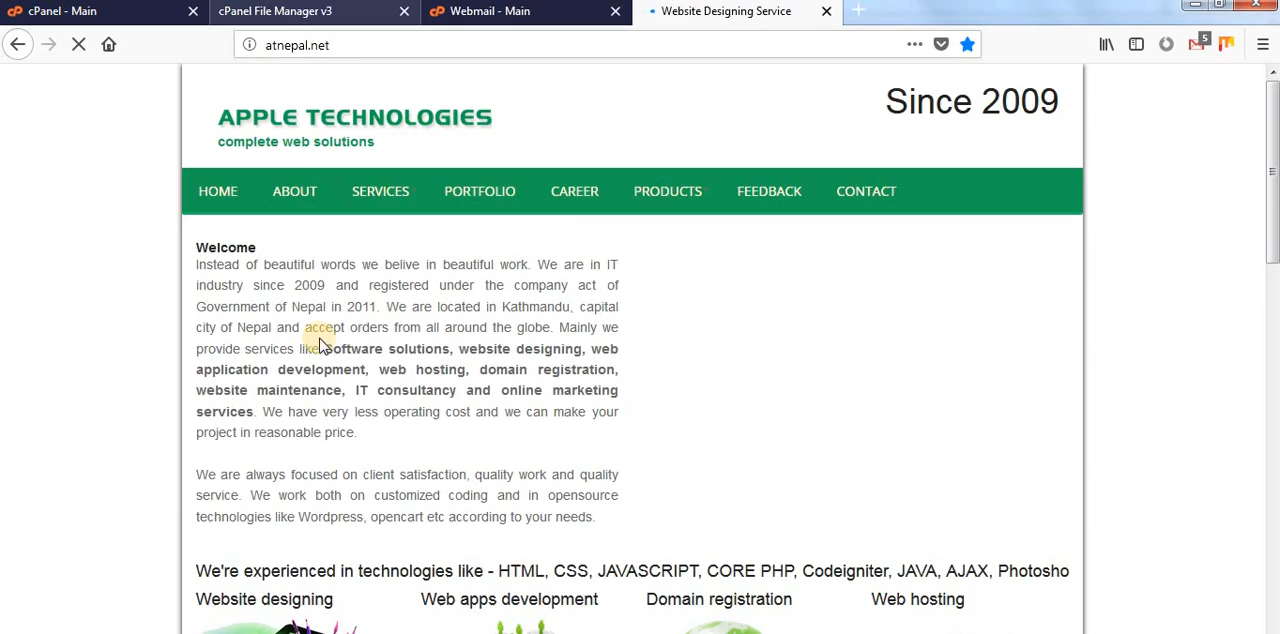 cPanel - Main
cPanel File Manager v3
Webmail - Main
Website Designing Service
atnepal.net
5
APPLE TECHNOLOGIES
complete web solutions
Since 2009
HOME ABOUT SERVICES PORTFOLIO CAREER PRODUCTS FEEDBACK CONTACT
Welcome
Instead of beautiful words we belive in beautiful work. We are in IT
industry since 2009 and registered under the company act of
Government of Nepal in 2011. We are located in Kathmandu, capital
city of Nepal and accept orders from all around the globe. Mainly we
provide services like software solutions, website designing, web
application development, web hosting, domain registration,
website maintenance, IT consultancy and online marketing
services. We have very less operating cost and we can make your
project in reasonable price.
We are always focused on client satisfaction, quality work and quality
service. We work both on customized coding and in opensource
technologies like Wordpress, opencart etc according to your needs.
We're experienced in technologies like - HTML, CSS, JAVASCRIPT, CORE PHP, Codeigniter, JAVA, AJAX, Photosho
Website designing Web apps development Domain registration Web hosting